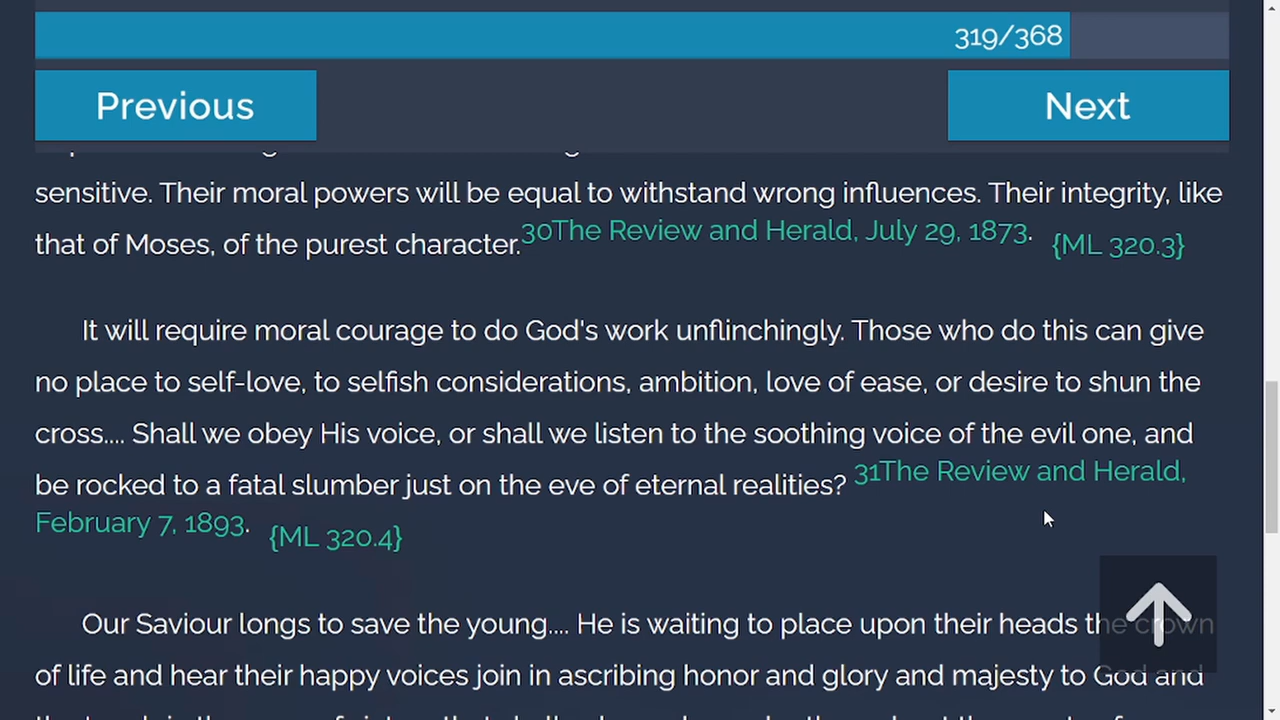 319/368
Previous
Next
sensitive. Their moral powers will be equal to withstand wrong influences. Their integrity, like
that of Moses, of the purest character.30The Review and Herald, July 29, 1873. {ML 320.3}
It will require moral courage to do God's work unflinchingly. Those who do this can give
no place to self-love, to selfish considerations, ambition, love of ease, or desire to shun the
cross.... Shall we obey His voice, or shall we listen to the soothing voice of the evil one, and
be rocked to a fatal slumber just on the eve of eternal realities? 31The Review and Herald,
February 7, 1893. {ML 320.4}
Our Saviour longs to save the young.... He is waiting to place upon their heads the crown
of life and hear their happy voices join in ascribing honor and glory and majesty to God and